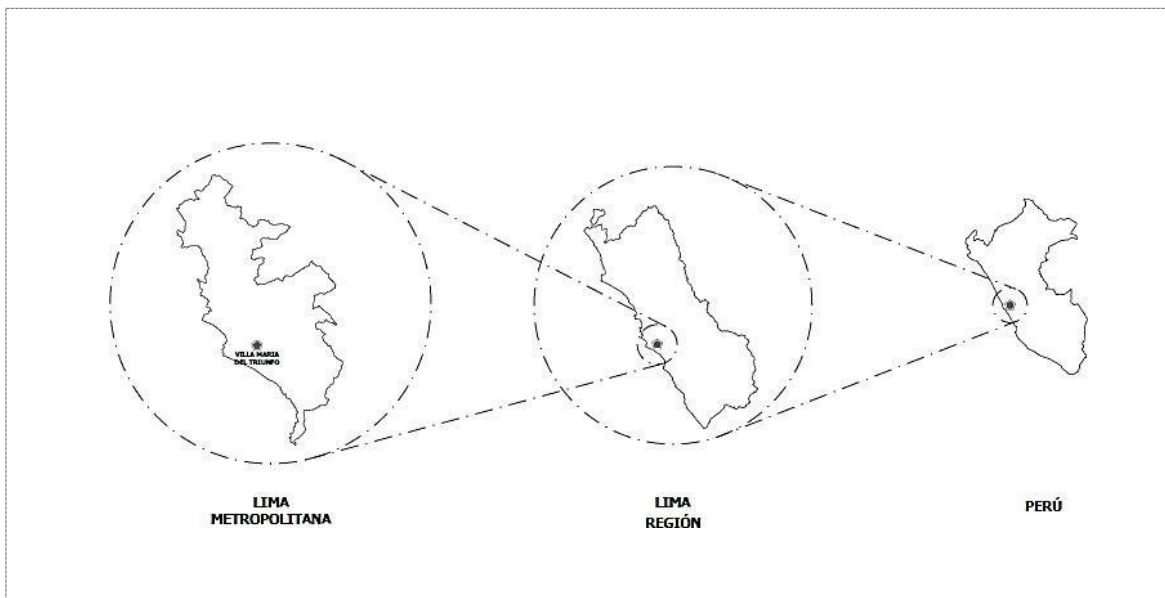 VILLA MARIA
DEL TRIUNFO
LIMA
METROPOLITANA
LIMA
REGIÓN
PERÚ